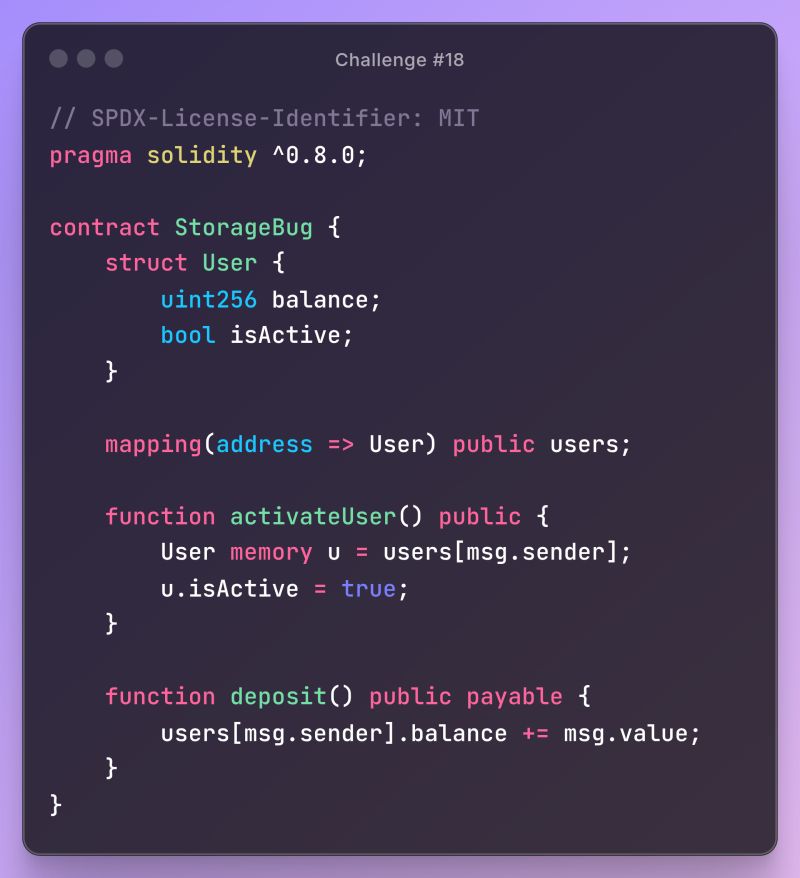 Challenge #18
// SPDX-License-Identifier: MIT
pragma solidity ^0.8.0;
contract StorageBug {
struct User {
uint256 balance;
bool isActive;
}
mapping(address => User) public users;
function activateUser() public {
User memory u = users[msg.sender];
u.isActive = true;
}
function deposit() public payable {
users[msg.sender].balance += msg.value;
}
}